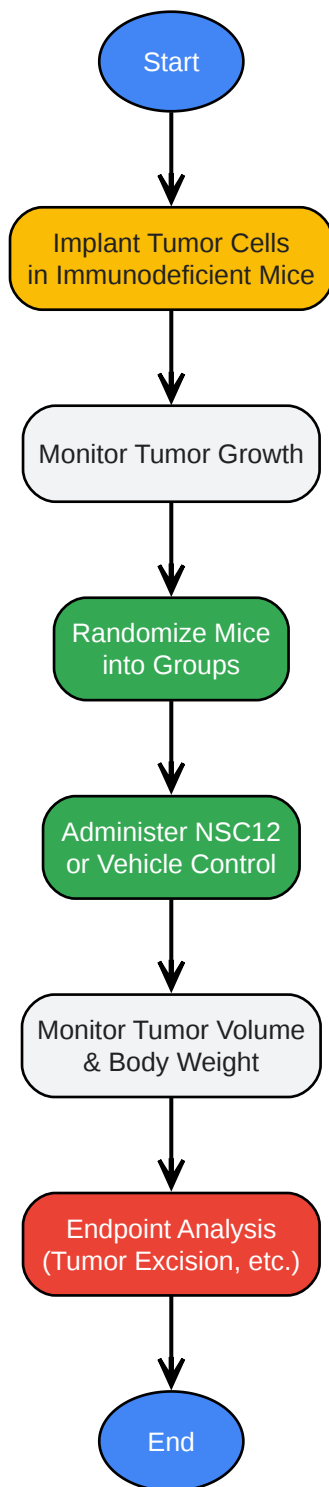 Start
Implant Tumor Cells
in Immunodeficient Mice
Monitor Tumor Growth
Randomize Mice
into Groups
Administer NSC12
or Vehicle Control
Monitor Tumor Volume
& Body Weight
Endpoint Analysis
(Tumor Excision, etc.)
End